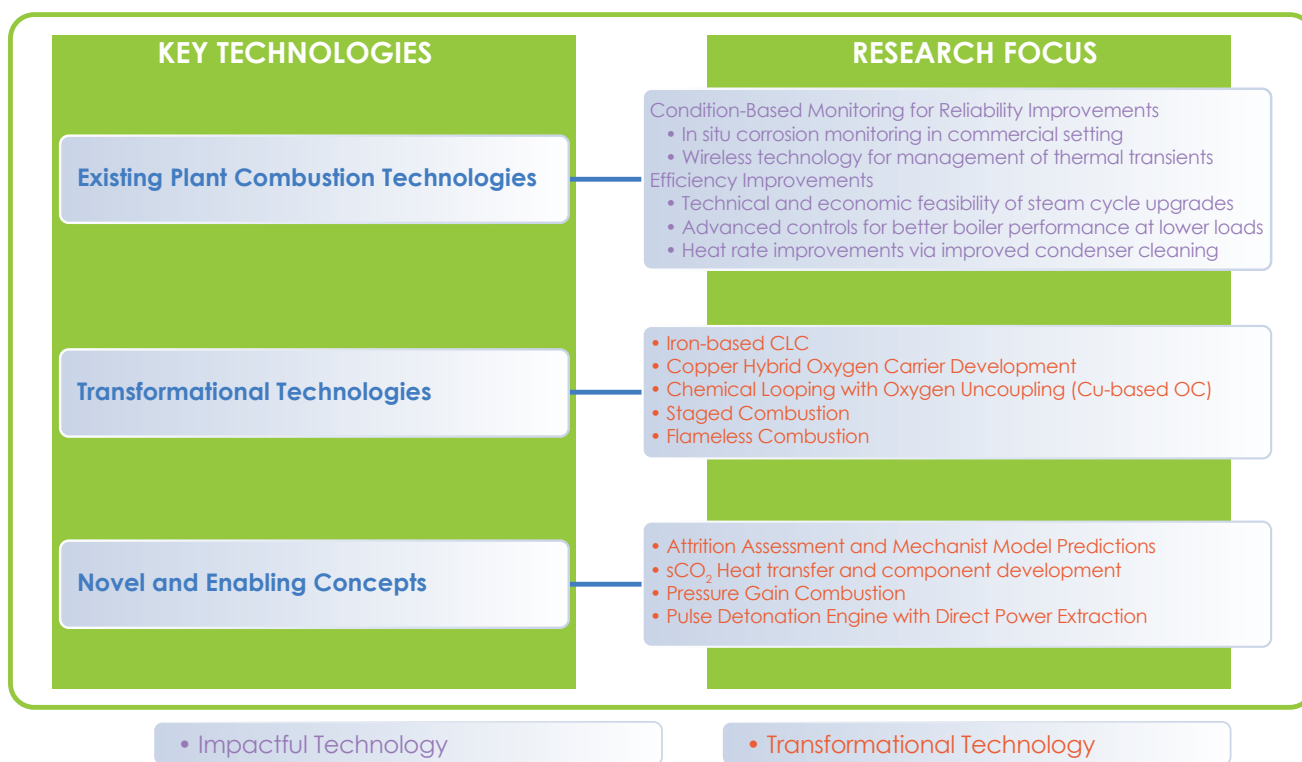 KEY TECHNOLOGIES
RESEARCH FOCUS
Existing Plant Combustion Technologies
Condition-Based Monitoring for Reliability Improvements
• In situ corrosion monitoring in commercial setting
• Wireless technology for management of thermal transients
Efficiency Improvements
• Technical and economic feasibility of steam cycle upgrades
• Advanced controls for better boiler performance at lower loads
• Heat rate improvements via improved condenser cleaning
Transformational Technologies
• Iron-based CLC
• Copper Hybrid Oxygen Carrier Development
• Chemical Looping with Oxygen Uncoupling (Cu-based OC)
• Staged Combustion
• Flameless Combustion
Novel and Enabling Concepts
• Attrition Assessment and Mechanist Model Predictions
• sCO₂ Heat transfer and component development
• Pressure Gain Combustion
• Pulse Detonation Engine with Direct Power Extraction
• Impactful Technology
• Transformational Technology